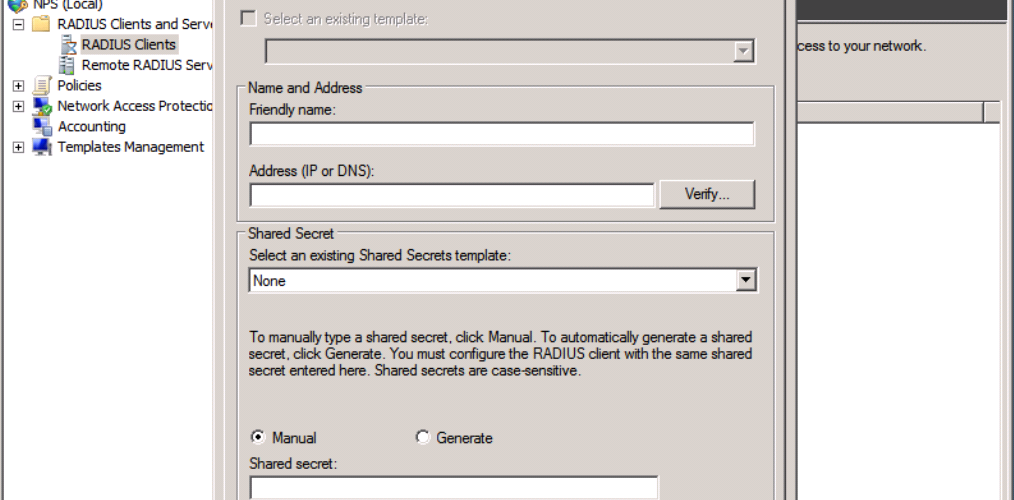 NPS (Local)
RADIUS Clients and Serve
RADIUS Clients
Remote RADIUS Serv
Policies
Network Access Protectio
Accounting
Templates Management
Select an existing template:
Name and Address
Friendly name:
Address (IP or DNS):
Verify...
Shared Secret
Select an existing Shared Secrets template:
None
To manually type a shared secret, click Manual. To automatically generate a shared
secret, click Generate. You must configure the RADIUS client with the same shared
secret entered here. Shared secrets are case-sensitive.
Manual Generate
Shared secret:
cess to your network.